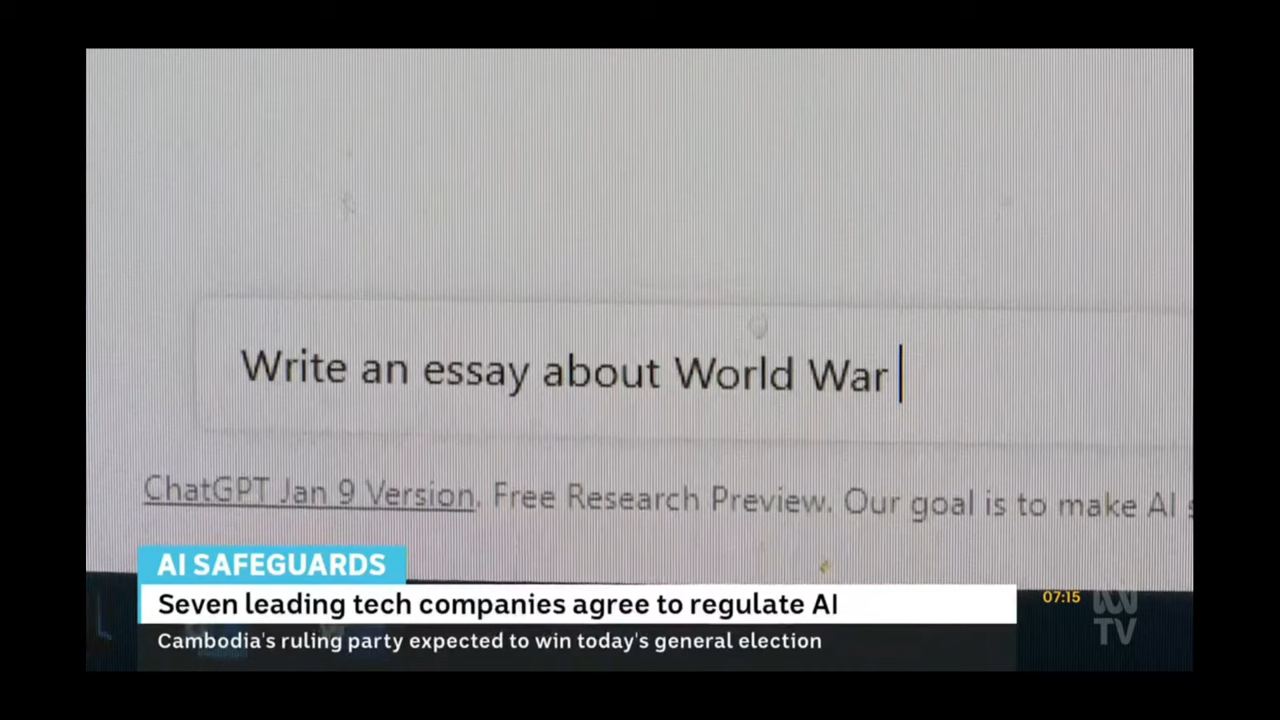 Write an essay about World War
ChatGPT Jan 9 Version. Free Research Preview. Our goal is to make AI
AI SAFEGUARDS
Seven leading tech companies agree to regulate AI
07:15
Cambodia's ruling party expected to win today's general election
TV